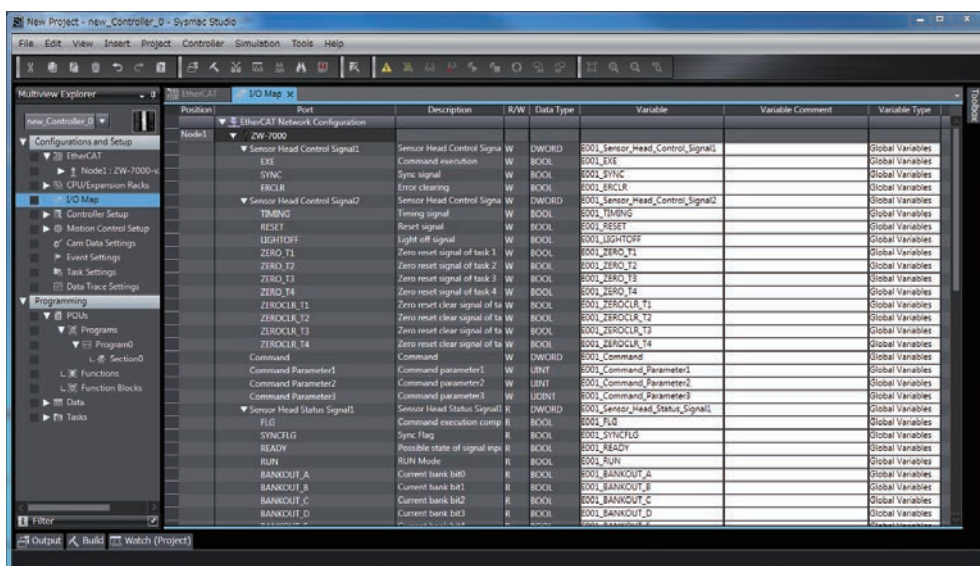 New Project - new_Controller_0 - Sysmac Studio
File Edit View Insert Project Controller Simulation Tools Help
Multiview Explorer
EtherCAT I/O Map
Toolbox
new_Controller_0
Configurations and Setup
EtherCAT
Node1 : ZW-7000-v
CPU/Expansion Racks
I/O Map
Controller Setup
Motion Control Setup
Cam Data Settings
Event Settings
Task Settings
Data Trace Settings
Programming
POUs
Programs
Program0
Section0
Functions
Function Blocks
Data
Tasks
Filter
Position Port Description R/W Data Type Variable Variable Comment Variable Type
EtherCAT Network Configuration
Node1 ZW-7000
Sensor Head Control Signal1 Sensor Head Control Signa W DWORD E001_Sensor_Head_Control_Signal1 Global Variables
EXE Command execution W BOOL E001_EXE Global Variables
SYNC Sync signal W BOOL E001_SYNC Global Variables
ERCLR Error clearing W BOOL E001_ERCLR Global Variables
Sensor Head Control Signal2 Sensor Head Control Signa W DWORD E001_Sensor_Head_Control_Signal2 Global Variables
TIMING Timing signal W BOOL E001_TIMING Global Variables
RESET Reset signal W BOOL E001_RESET Global Variables
LIGHTOFF Light off signal W BOOL E001_LIGHTOFF Global Variables
ZERO_T1 Zero reset signal of task 1 W BOOL E001_ZERO_T1 Global Variables
ZERO_T2 Zero reset signal of task 2 W BOOL E001_ZERO_T2 Global Variables
ZERO_T3 Zero reset signal of task 3 W BOOL E001_ZERO_T3 Global Variables
ZERO_T4 Zero reset signal of task 4 W BOOL E001_ZERO_T4 Global Variables
ZEROCLR_T1 Zero reset clear signal of ta W BOOL E001_ZEROCLR_T1 Global Variables
ZEROCLR_T2 Zero reset clear signal of ta W BOOL E001_ZEROCLR_T2 Global Variables
ZEROCLR_T3 Zero reset clear signal of ta W BOOL E001_ZEROCLR_T3 Global Variables
ZEROCLR_T4 Zero reset clear signal of ta W BOOL E001_ZEROCLR_T4 Global Variables
Command Command W DWORD E001_Command Global Variables
Command Parameter1 Command parameter1 W UINT E001_Command_Parameter1 Global Variables
Command Parameter2 Command parameter2 W UINT E001_Command_Parameter2 Global Variables
Command Parameter3 Command parameter3 W UDINT E001_Command_Parameter3 Global Variables
Sensor Head Status Signal1 Sensor Head Status Signal1 R DWORD E001_Sensor_Head_Status_Signal1 Global Variables
FLG Command execution comp R BOOL E001_FLG Global Variables
SYNCFLG Sync Flag R BOOL E001_SYNCFLG Global Variables
READY Possible state of signal inpu R BOOL E001_READY Global Variables
RUN RUN Mode R BOOL E001_RUN Global Variables
BANKOUT_A Current bank bit0 R BOOL E001_BANKOUT_A Global Variables
BANKOUT_B Current bank bit1 R BOOL E001_BANKOUT_B Global Variables
BANKOUT_C Current bank bit2 R BOOL E001_BANKOUT_C Global Variables
BANKOUT_D Current bank bit3 R BOOL E001_BANKOUT_D Global Variables
Output Build Watch (Project)